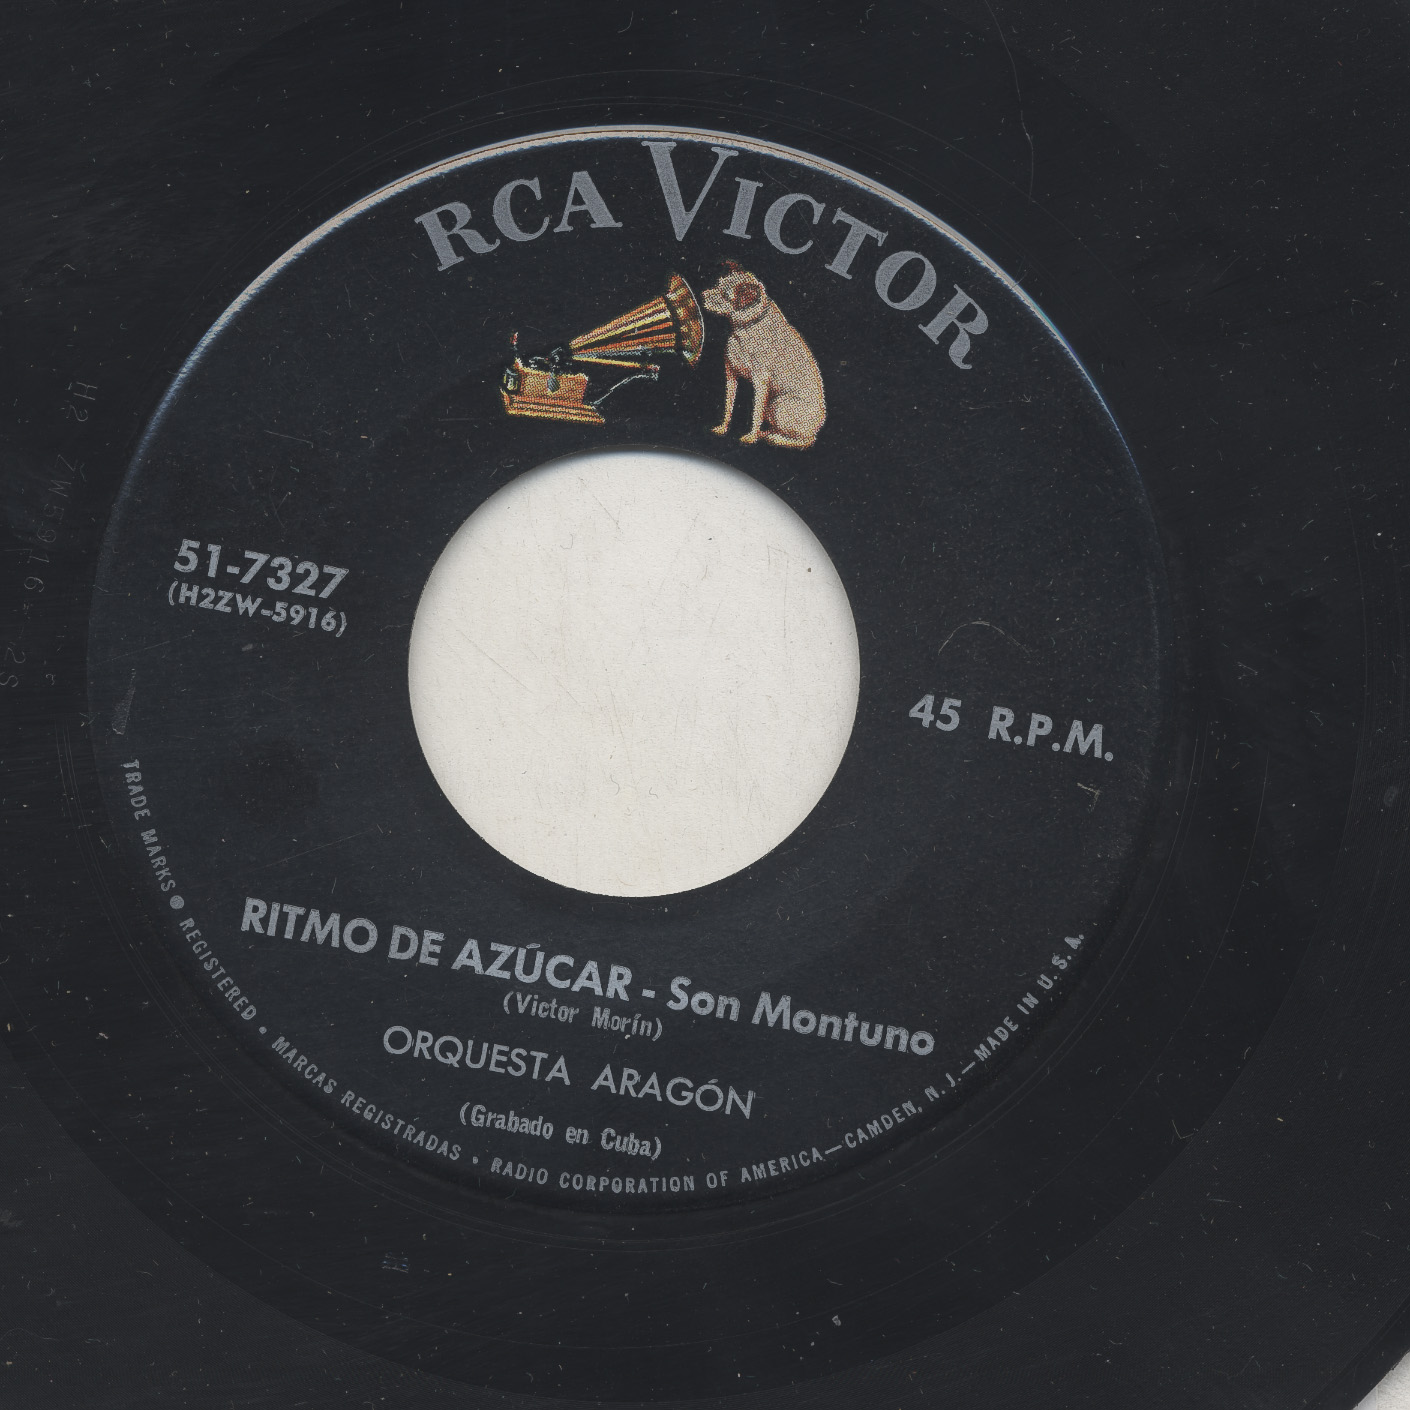 RCA VICTOR
51-7327
(H2ZW-5916)
45 R.P.M.
RITMO DE AZÚCAR - Son Montuno
(Victor Morín)
ORQUESTA ARAGÓN
(Grabado en Cuba)
TRADE MARKS ® REGISTERED • MARCAS REGISTRADAS • RADIO CORPORATION OF AMERICA—CAMDEN, N. J.—MADE IN U. S. A.